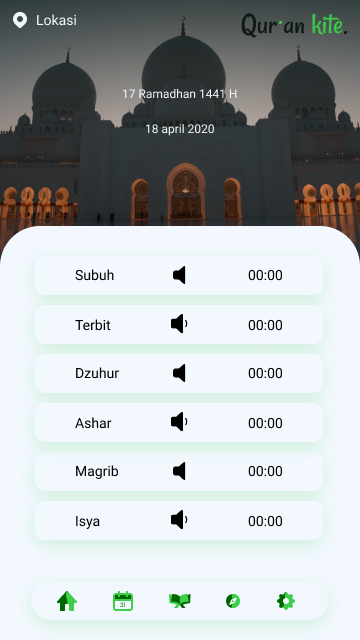 Lokasi
Qur'an kite.
17 Ramadhan 1441 H
18 april 2020
Subuh 00:00
Terbit 00:00
Dzuhur 00:00
Ashar 00:00
Magrib 00:00
Isya 00:00
31